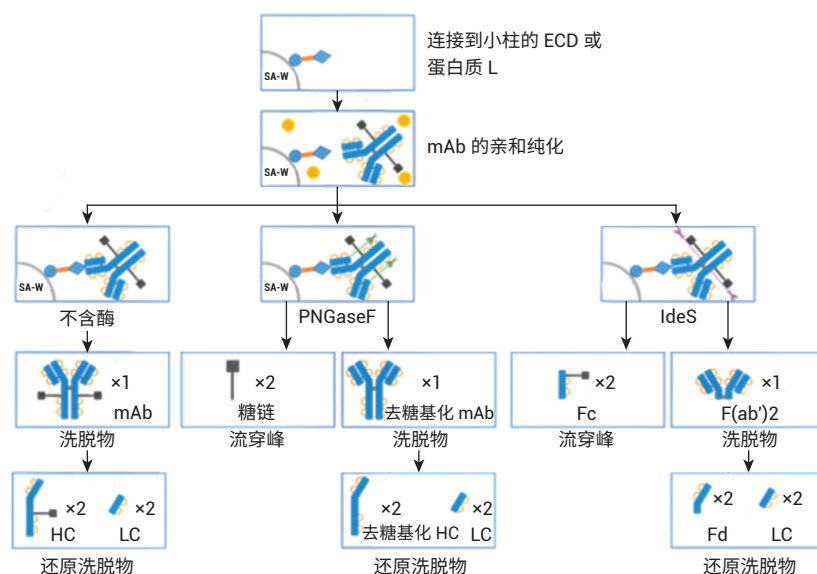 连接到小柱的 ECD 或
蛋白质 L
SA-W
mAb 的亲和纯化
SA-W
SA-W
SA-W
SA-W
不含酶
PNGaseF
IdeS
×1
mAb
×2
糖链
×1
去糖基化 mAb
×2
Fc
×1
F(ab')2
洗脱物
流穿峰
洗脱物
流穿峰
洗脱物
×2
HC
×2
LC
×2
去糖基化 HC
×2
LC
×2
Fd
×2
LC
还原洗脱物
还原洗脱物
还原洗脱物